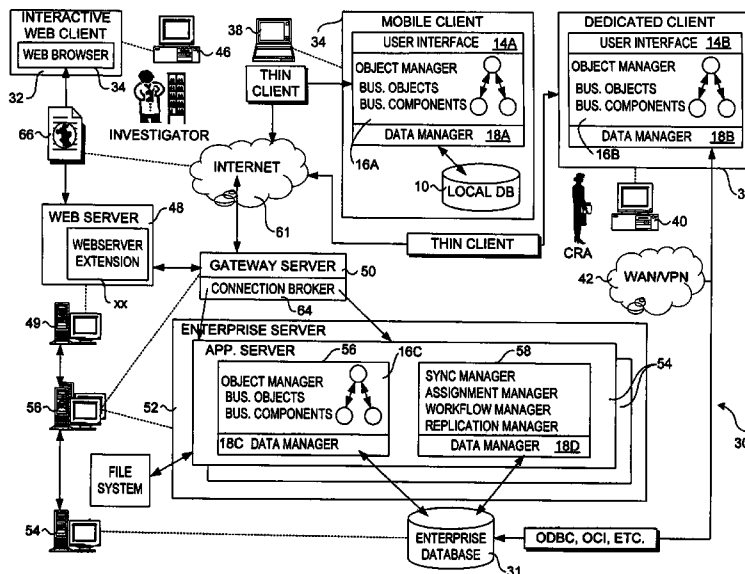 INTERACTIVE
WEB CLIENT
WEB BROWSER
32
34
46
INVESTIGATOR
66
38
THIN
CLIENT
34
MOBILE CLIENT
USER INTERFACE 14A
OBJECT MANAGER
BUS. OBJECTS
BUS. COMPONENTS
16A
DATA MANAGER 18A
10
LOCAL DB
DEDICATED CLIENT
USER INTERFACE 14B
OBJECT MANAGER
BUS. OBJECTS
BUS. COMPONENTS
16B
DATA MANAGER 18B
40
CRA
42
WAN/VPN
INTERNET
61
THIN CLIENT
WEB SERVER
48
WEBSERVER
EXTENSION
XX
GATEWAY SERVER
50
CONNECTION BROKER
64
49
56
54
ENTERPRISE SERVER
52
APP. SERVER
56
16C
OBJECT MANAGER
BUS. OBJECTS
BUS. COMPONENTS
18C DATA MANAGER
58
SYNC MANAGER
ASSIGNMENT MANAGER
WORKFLOW MANAGER
REPLICATION MANAGER
DATA MANAGER 18D
54
30
FILE
SYSTEM
ENTERPRISE
DATABASE
31
ODBC, OCI, ETC.